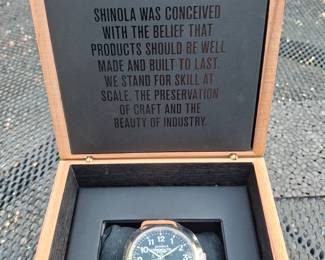 SHINOLA WAS CONCEIVED
WITH THE BELIEF THAT
PRODUCTS SHOULD BE WELL
MADE AND BUILT TO LAST.
WE STAND FOR SKILL AT
SCALE, THE PRESERVATION
OF CRAFT AND THE
BEAUTY OF INDUSTRY.